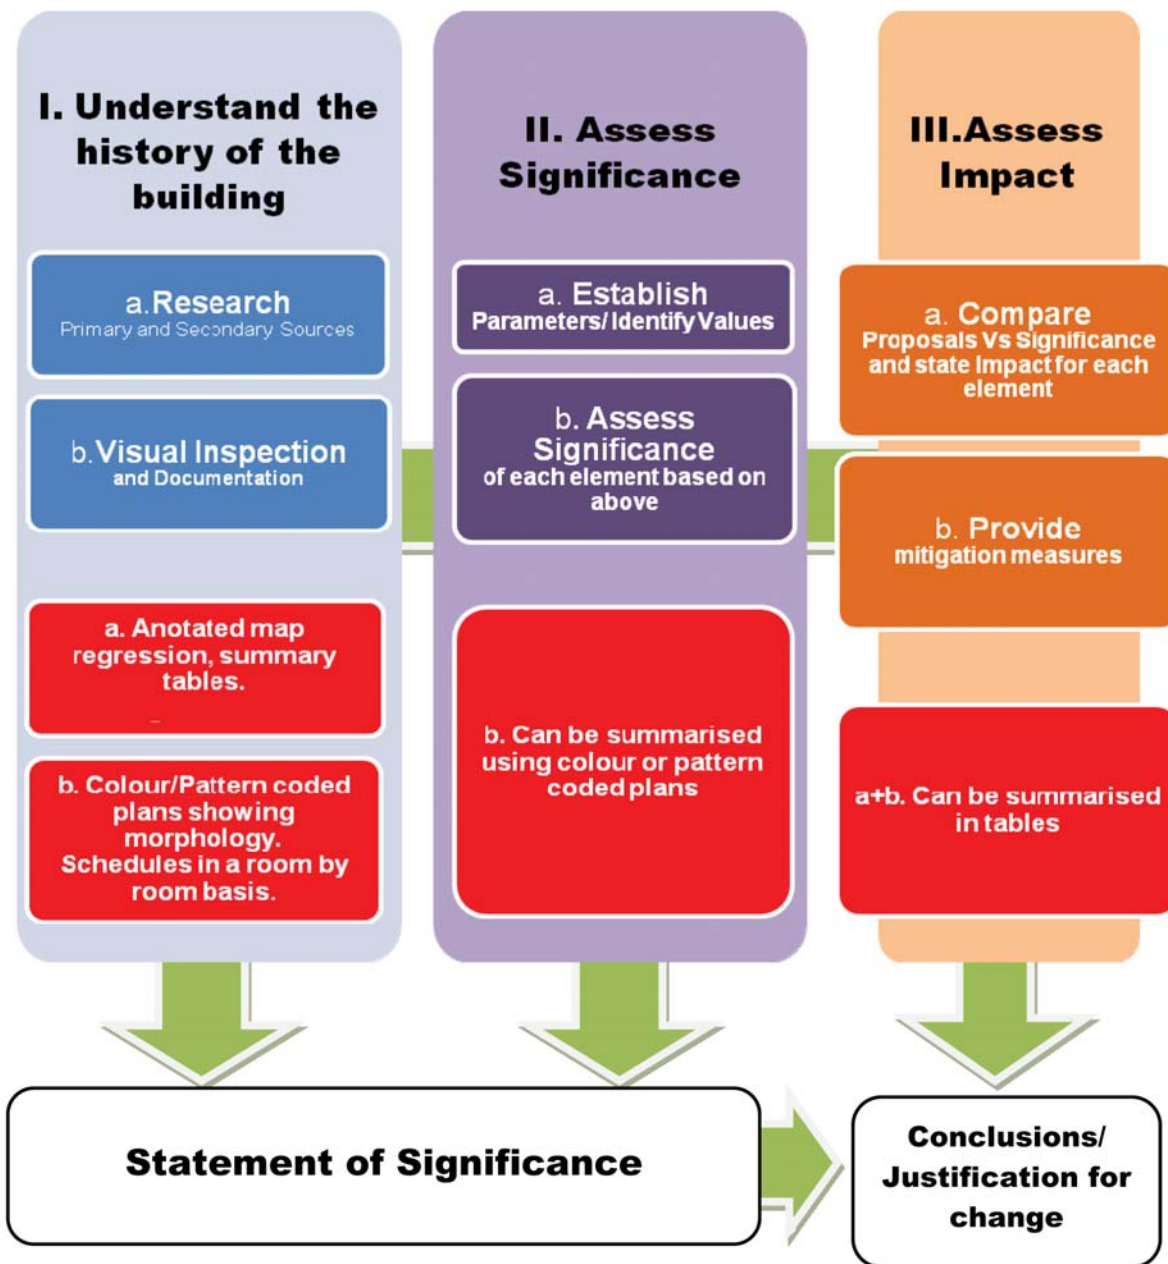 I. Understand the
history of the
building
a.Research
Primary and Secondary Sources
b.Visual Inspection
and Documentation
a. Anotated map
regression, summary
tables.
b. Colour/Pattern coded
plans showing
morphology.
Schedules in a room by
room basis.
II. Assess
Significance
a. Establish
Parameters/ Identify Values
b. Assess
Significance
of each element based on
above
b. Can be summarised
using colour or pattern
coded plans
III.Assess
Impact
a. Compare
Proposals Vs Significance
and state Impact for each
element
b. Provide
mitigation measures
a+b. Can be summarised
in tables
Statement of Significance
Conclusions/
Justification for
change